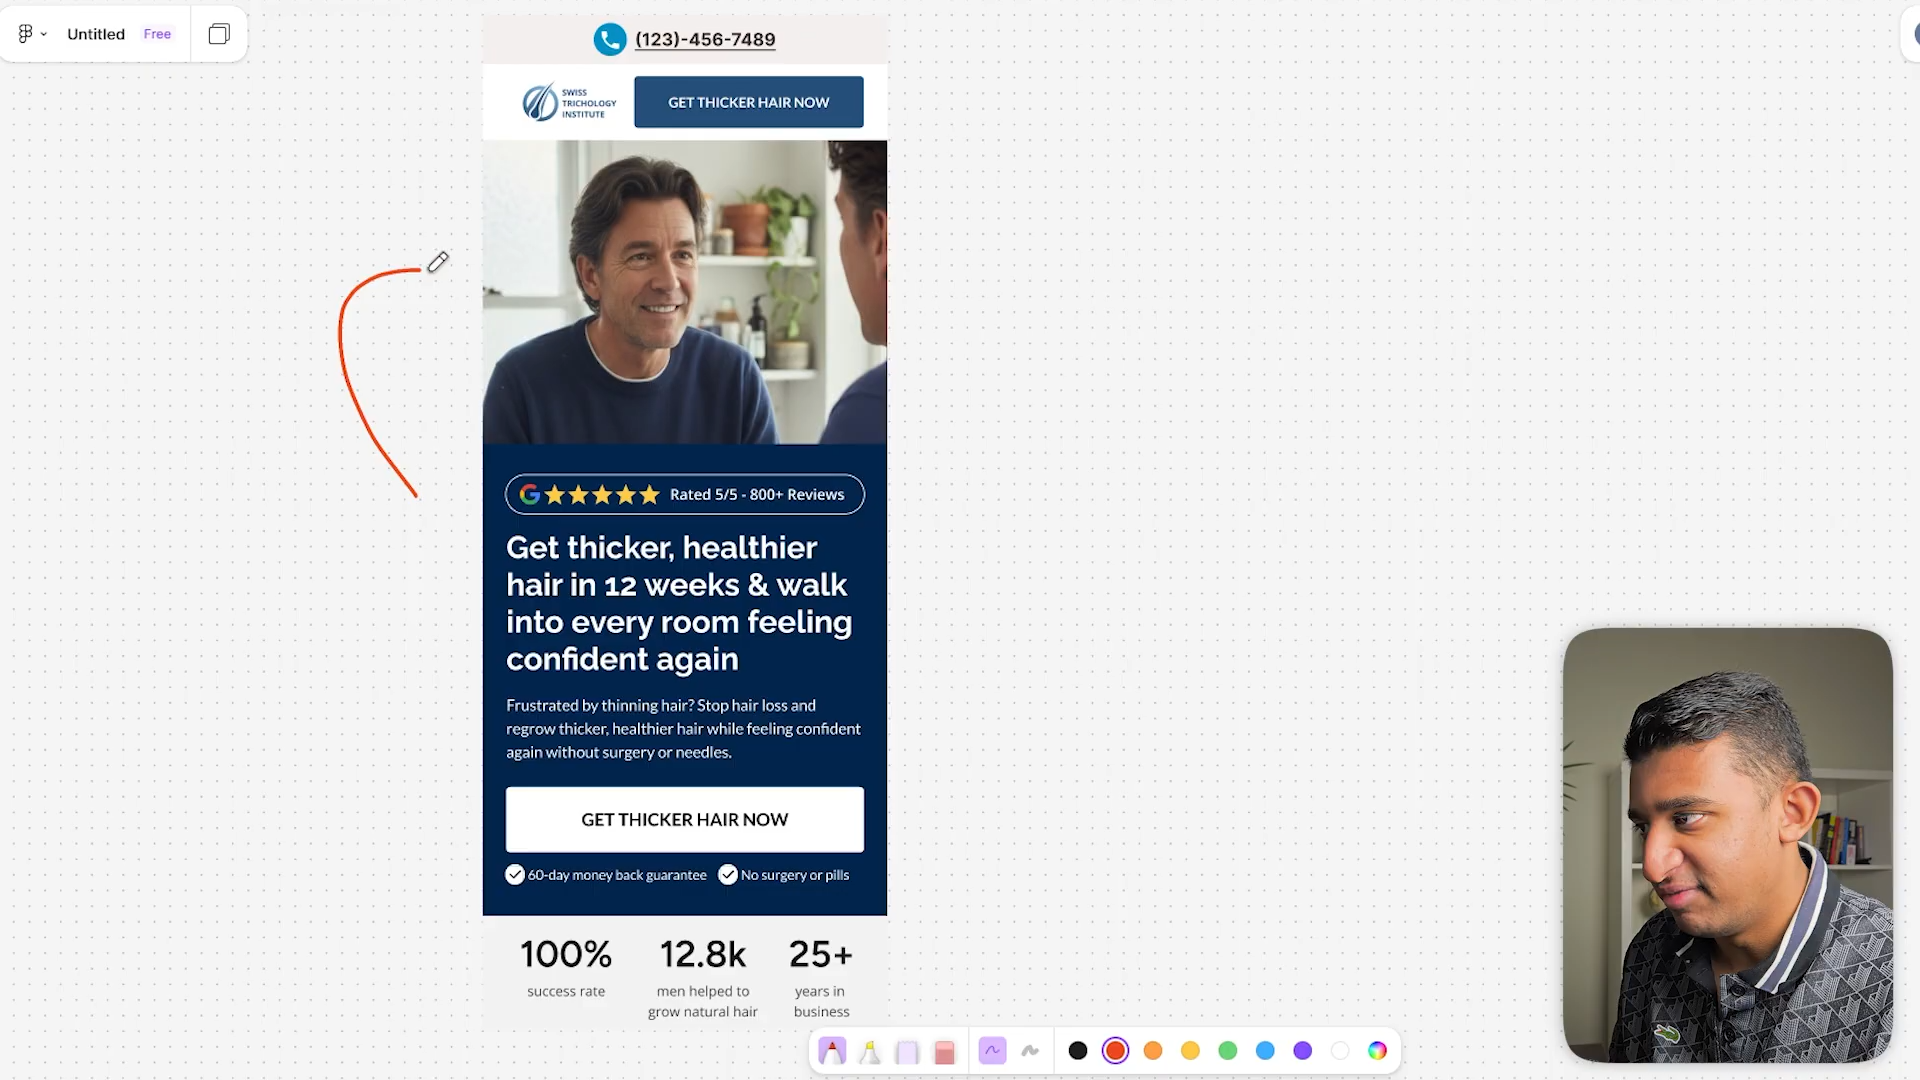 Untitled
Free
(123)-456-7489
SWISS
TRICHOLOGY
INSTITUTE
GET THICKER HAIR NOW
Rated 5/5 - 800+ Reviews
Get thicker, healthier
hair in 12 weeks & walk
into every room feeling
confident again
Frustrated by thinning hair? Stop hair loss and
regrow thicker, healthier hair while feeling confident
again without surgery or needles.
GET THICKER HAIR NOW
60-day money back guarantee
No surgery or pills
100%
success rate
12.8k
men helped to
grow natural hair
25+
years in
business